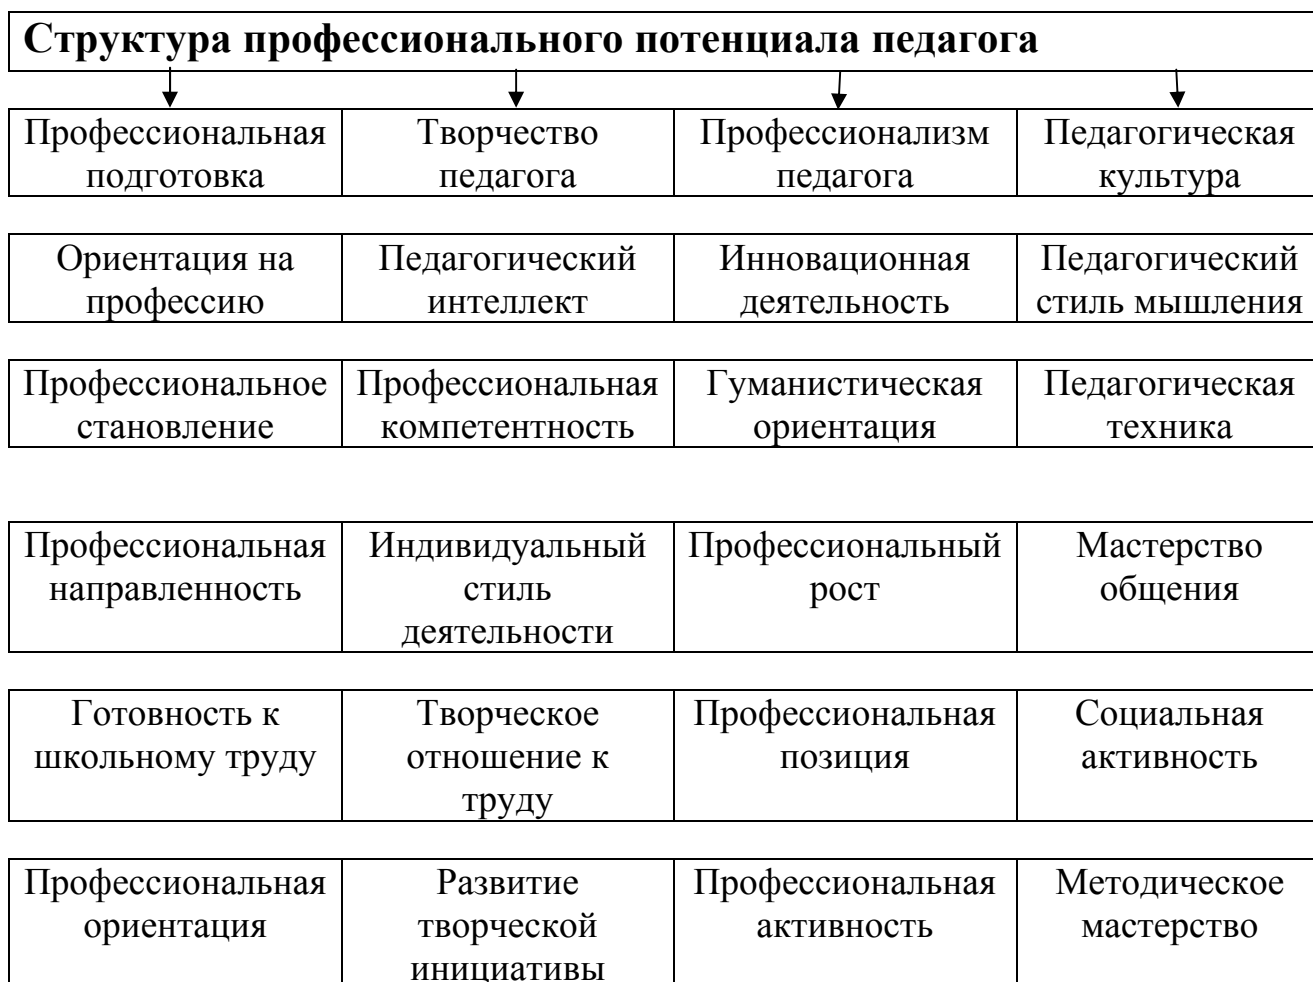 Структура профессионального потенциала педагога
Профессиональная подготовка
Творчество педагога
Профессионализм педагога
Педагогическая культура
Ориентация на профессию
Педагогический интеллект
Инновационная деятельность
Педагогический стиль мышления
Профессиональное становление
Профессиональная компетентность
Гуманистическая ориентация
Педагогическая техника
Профессиональная направленность
Индивидуальный стиль деятельности
Профессиональный рост
Мастерство общения
Готовность к школьному труду
Творческое отношение к труду
Профессиональная позиция
Социальная активность
Профессиональная ориентация
Развитие творческой инициативы
Профессиональная активность
Методическое мастерство